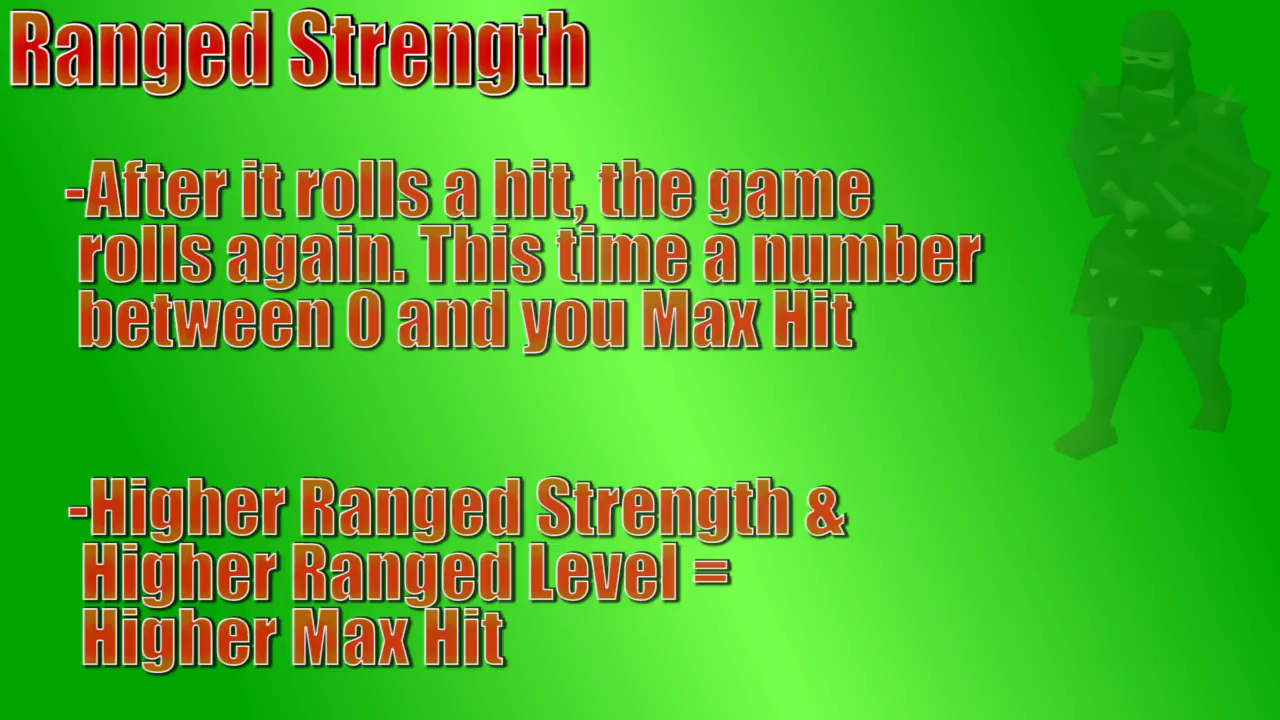 Ranged Strength
-After it rolls a hit, the game
rolls again. This time a number
between 0 and you Max Hit
-Higher Ranged Strength &
Higher Ranged Level =
Higher Max Hit